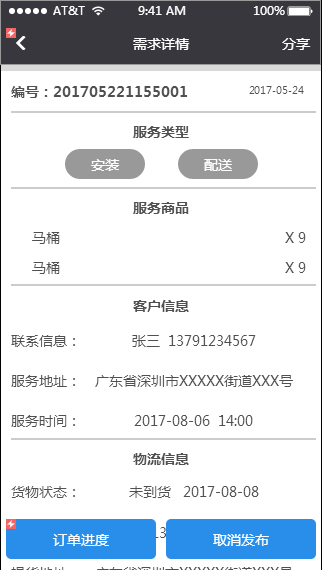 AT&T 9:41 AM 100%
需求详情 分享
编号：201705221155001 2017-05-24
服务类型
安装 配送
服务商品
马桶 X 9
马桶 X 9
客户信息
联系信息： 张三 13791234567
服务地址： 广东省深圳市XXXXX街道XXX号
服务时间： 2017-08-06 14:00
物流信息
货物状态： 未到货 2017-08-08
订单进度 取消发布